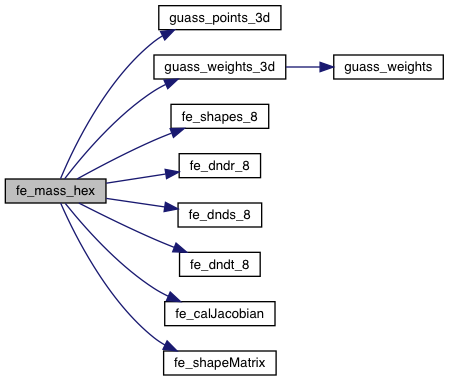 guass_points_3d
guass_weights_3d
guass_weights
fe_shapes_8
fe_dndr_8
fe_mass_hex
fe_dnds_8
fe_dndt_8
fe_calJacobian
fe_shapeMatrix